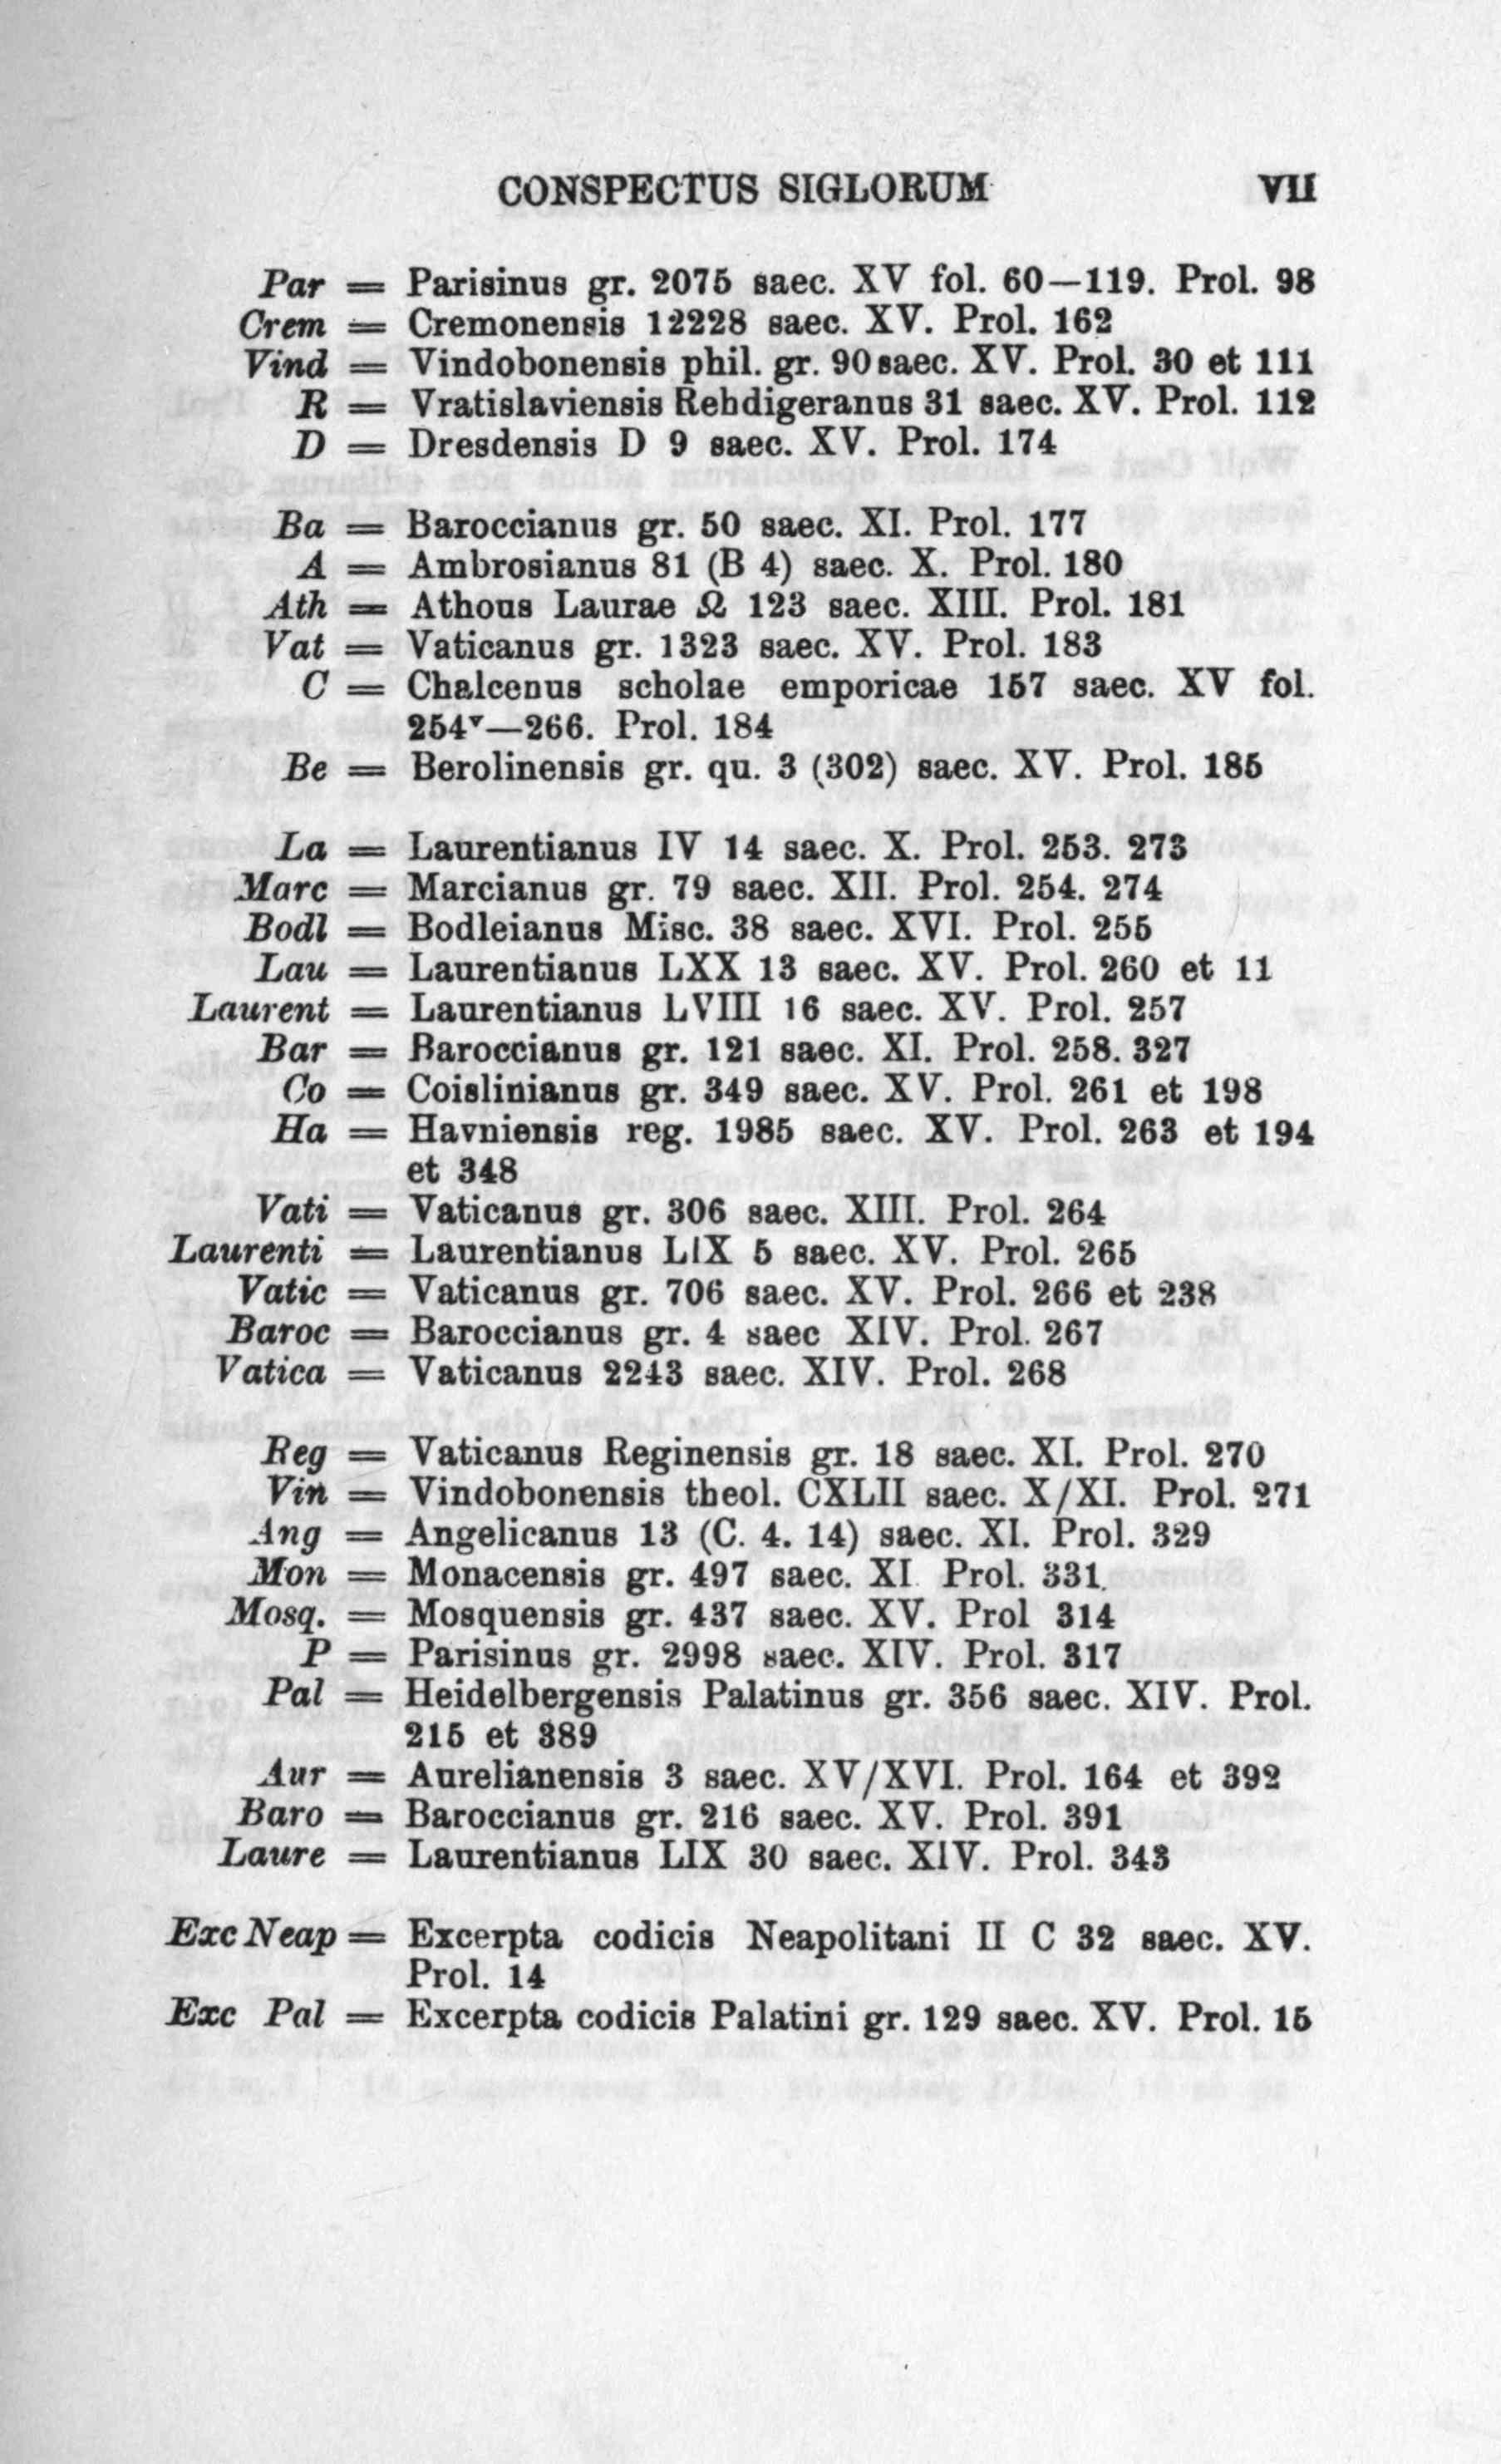 CONSPECTUS SIGLORUM VII
Par = Parisinus gr. 2075 saec. XV fol. 60—119. Prol. 98
Crem = Cremonensis 12228 saec. XV. Prol. 162
Vind = Vindobonensis phil. gr. 90 saec. XV. Prol. 30 et 111
R = Vratislaviensis Rehdigeranus 31 saec. XV. Prol. 112
D = Dresdensis D 9 saec. XV. Prol. 174
Ba = Baroccianus gr. 50 saec. XI. Prol. 177
A = Ambrosianus 81 (B 4) saec. X. Prol. 180
Ath = Athous Laurae Ω 123 saec. XIII. Prol. 181
Vat = Vaticanus gr. 1323 saec. XV. Prol. 183
C = Chalcenus scholae emporicae 157 saec. XV fol.
254ᵛ—266. Prol. 184
Be = Berolinensis gr. qu. 3 (302) saec. XV. Prol. 185
La = Laurentianus IV 14 saec. X. Prol. 253. 273
Marc = Marcianus gr. 79 saec. XII. Prol. 254. 274
Bodl = Bodleianus Misc. 38 saec. XVI. Prol. 255
Lau = Laurentianus LXX 13 saec. XV. Prol. 260 et 11
Laurent = Laurentianus LVIII 16 saec. XV. Prol. 257
Bar = Baroccianus gr. 121 saec. XI. Prol. 258. 327
Co = Coislinianus gr. 349 saec. XV. Prol. 261 et 198
Ha = Havniensis reg. 1985 saec. XV. Prol. 263 et 194
et 348
Vati = Vaticanus gr. 306 saec. XIII. Prol. 264
Laurenti = Laurentianus LIX 5 saec. XV. Prol. 265
Vatic = Vaticanus gr. 706 saec. XV. Prol. 266 et 238
Baroc = Baroccianus gr. 4 saec XIV. Prol. 267
Vatica = Vaticanus 2243 saec. XIV. Prol. 268
Reg = Vaticanus Reginensis gr. 18 saec. XI. Prol. 270
Vin = Vindobonensis theol. CXLII saec. X/XI. Prol. 271
Ang = Angelicanus 13 (C. 4. 14) saec. XI. Prol. 329
Mon = Monacensis gr. 497 saec. XI Prol. 331.
Mosq. = Mosquensis gr. 437 saec. XV. Prol 314
P = Parisinus gr. 2998 saec. XIV. Prol. 317
Pal = Heidelbergensis Palatinus gr. 356 saec. XIV. Prol.
215 et 389
Aur = Aurelianensis 3 saec. XV/XVI. Prol. 164 et 392
Baro = Baroccianus gr. 216 saec. XV. Prol. 391
Laure = Laurentianus LIX 30 saec. XIV. Prol. 343
Exc Neap = Excerpta codicis Neapolitani II C 32 saec. XV.
Prol. 14
Exc Pal = Excerpta codicis Palatini gr. 129 saec. XV. Prol. 15